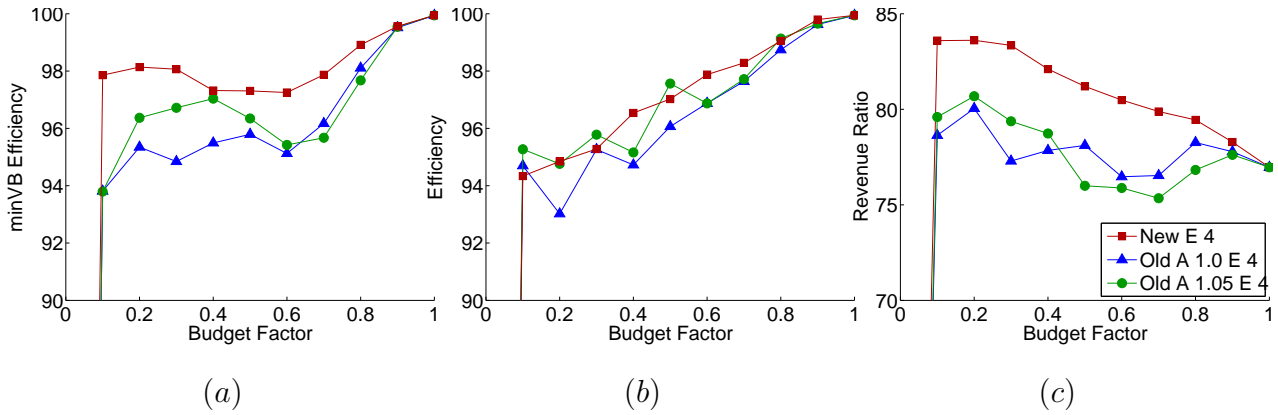 100
98
96
94
92
90
0
0.2
0.4
0.6
0.8
1
minVB Efficiency
Budget Factor
(a)
100
98
96
94
92
90
0
0.2
0.4
0.6
0.8
1
Efficiency
Budget Factor
(b)
85
80
75
70
0
0.2
0.4
0.6
0.8
1
Revenue Ratio
Budget Factor
New E 4
Old A 1.0 E 4
Old A 1.05 E 4
(c)